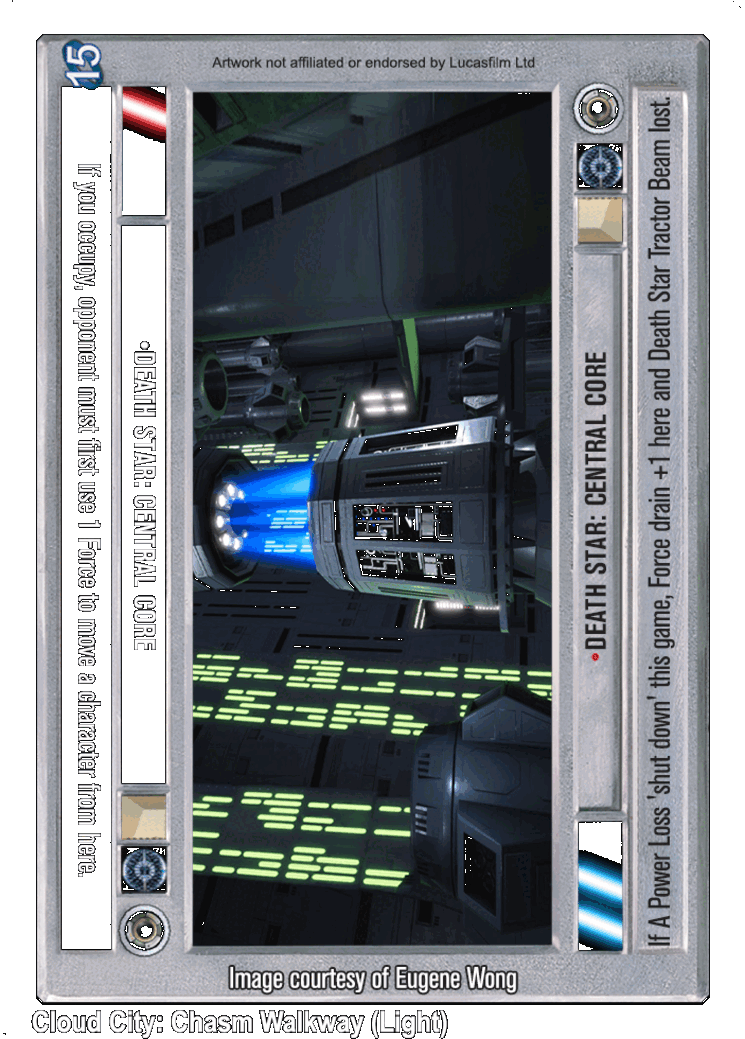 15
Artwork not affiliated or endorsed by Lucasfilm Ltd
If you occupy, opponent must first use 1 Force to move a character from here.
•DEATH STAR: CENTRAL CORE
•DEATH STAR: CENTRAL CORE
If A Power Loss 'shut down' this game, Force drain +1 here and Death Star Tractor Beam lost.
Image courtesy of Eugene Wong
Cloud City: Chasm Walkway (Light)